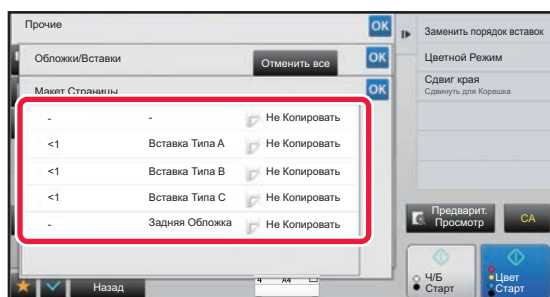 Прочие
OK
Обложки/Вставки
Отменить все
OK
Макет Страницы
OK
-
-
Не Копировать
<1
Вставка Типа A
Не Копировать
<1
Вставка Типа B
Не Копировать
<1
Вставка Типа C
Не Копировать
-
Задняя Обложка
Не Копировать
Назад
4
A4
Заменить порядок вставок
Цветной Режим
Сдвиг края
Сдвинуть для Корешка
Предварит.
Просмотр
CA
Ч/Б
Старт
Цвет
Старт